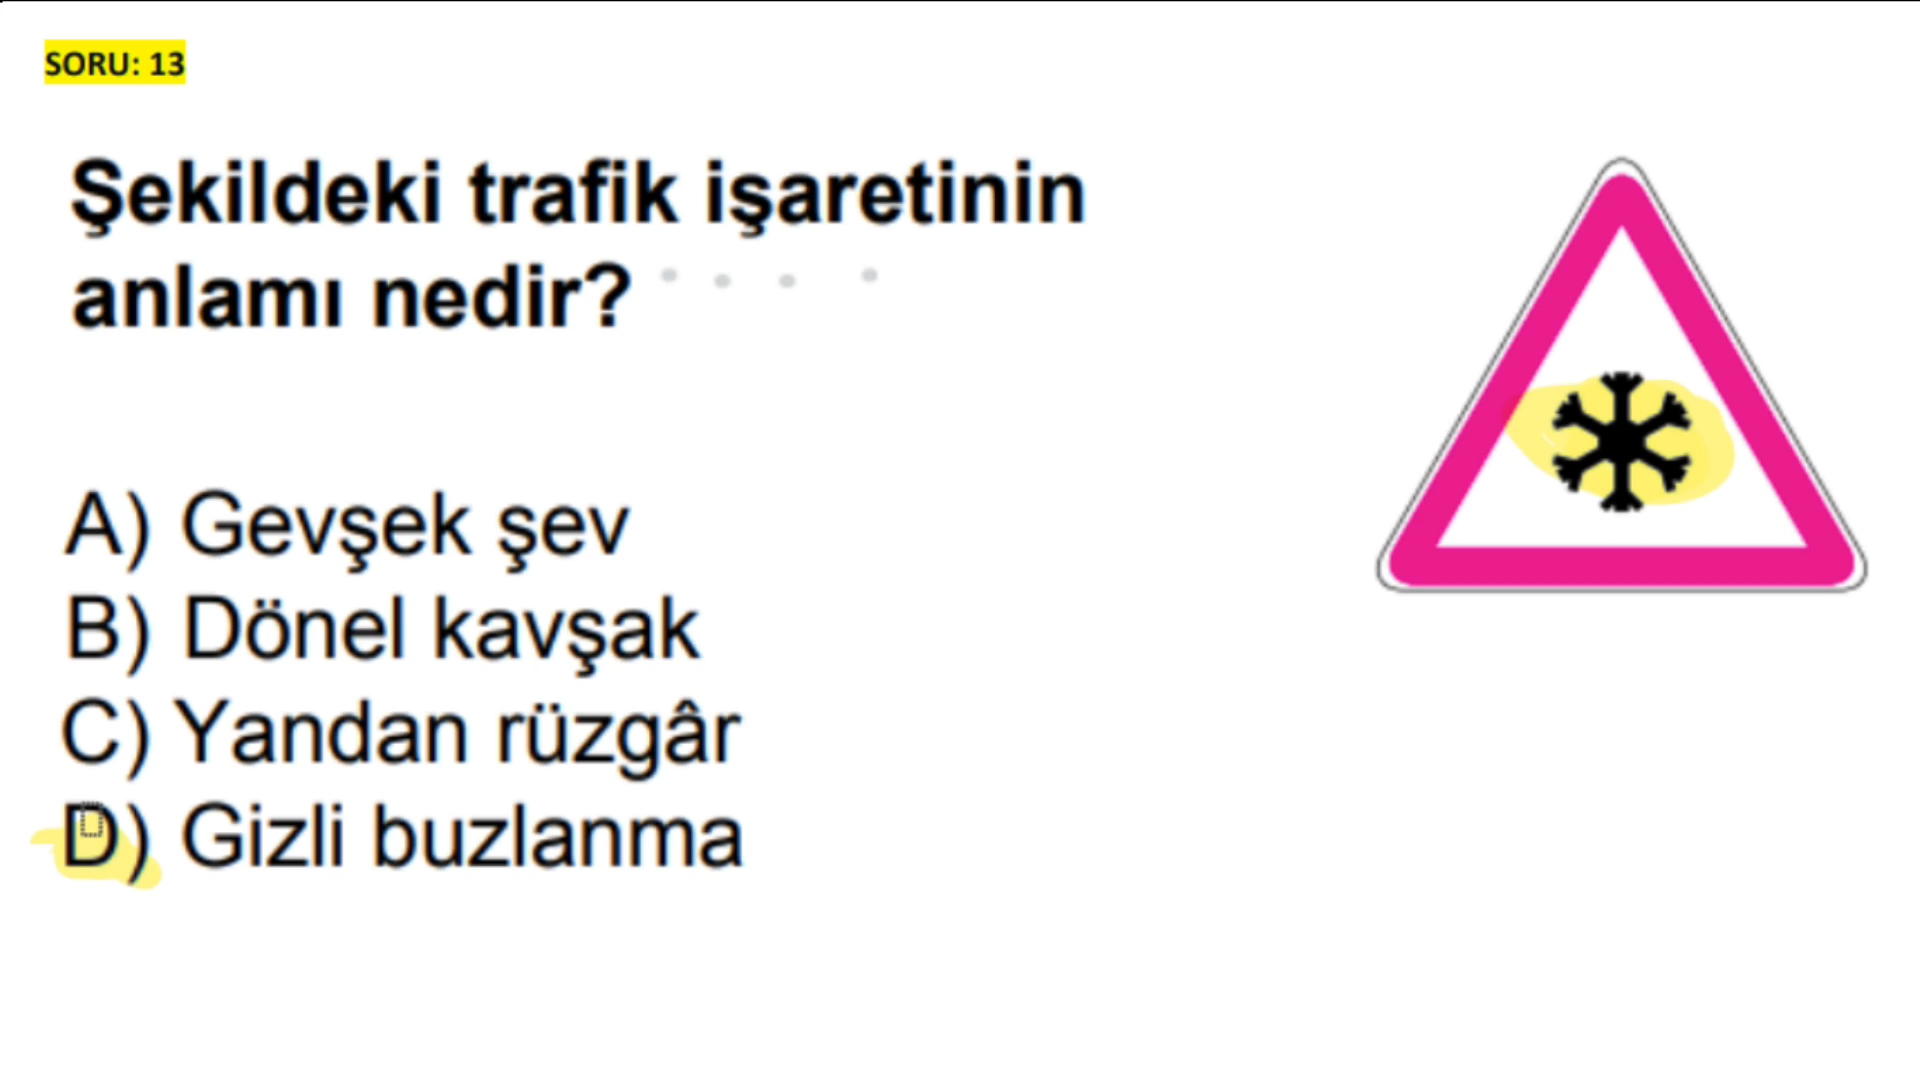 SORU: 13
Şekildeki trafik işaretinin
anlamı nedir?
A) Gevşek şev
B) Dönel kavşak
C) Yandan rüzgâr
D) Gizli buzlanma